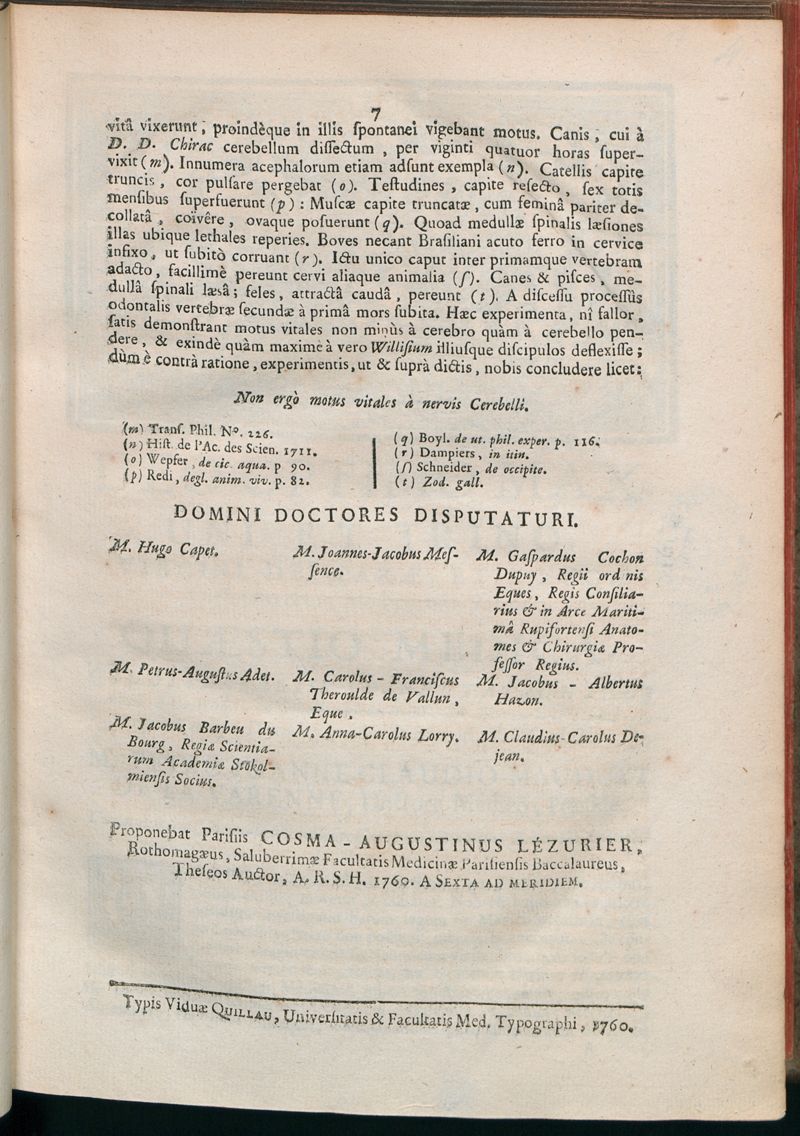 7
vitâ vixerunt, proindèque in illis ſpontanei vigebant motus. Canis, cui à
D. D. Chirac cerebellum diſſectum, per viginti quatuor horas ſuper-
vixit (m). Innumera acephalorum etiam adſunt exempla (n). Catellis capite
truncis, cor pulſare pergebat (o). Teſtudines, capite reſecto, ſex totis
menſibus ſuperfuerunt (p): Muſcæ capite truncatæ, cum feminâ pariter de-
collatâ, coivêre, ovaque poſuerunt (q). Quoad medullæ ſpinalis læſiones
illas ubique lethales reperies. Boves necant Braſiliani acuto ferro in cervice
infixo, ut ſubitò corruant (r). Ictu unico caput inter primamque vertebram
adacto, facillimè pereunt cervi aliaque animalia (ſ). Canes & piſces, me-
dullâ ſpinali læsâ; feles, attractâ caudâ, pereunt (t). A diſceſſu proceſſûs
odontalis vertebræ ſecundæ à primâ mors ſubita. Hæc experimenta, nî fallor,
ſatis demonſtrant motus vitales non minùs à cerebro quàm à cerebello pen-
dere, & exindè quàm maximè à vero Williſium illiuſque diſcipulos deflexiſſe;
dùm è contrà ratione, experimentis, ut & ſuprà dictis, nobis concludere licet:
Non ergò motus vitales à nervis Cerebelli.
(m) Tranſ. Phil. No. 226.
(n) Hiſt. de l'Ac. des Scien. 1711.
(o) Wepfer, de cic. aqua. p 90.
(p) Redi, degl. anim. viv. p. 82.
(q) Boyl. de ut. phil. exper. p. 116.
(r) Dampiers, in itin.
(ſ) Schneider, de occipite.
(t) Zod. gall.
DOMINI DOCTORES DISPUTATURI.
M. Hugo Capet.
M. Joannes-Jacobus Meſ-
ſence.
M. Gaſpardus Cochon
Dupuy, Regii ord nis
Eques, Regis Conſilia-
rius & in Arce Mariti-
mâ Rupifortenſi Anato-
mes & Chirurgiæ Pro-
feſſor Regius.
M. Petrus-Auguſtus Adet.
M. Carolus-Franciſcus
Theroulde de Vallun,
Eque.
M. Jacobus-Albertus
Hazon.
M. Jacobus Barbeu du
Bourg, Regiæ Scientia-
rum Academiæ Stokol-
mienſis Socius.
M. Anna-Carolus Lorry.
M. Claudius-Carolus De-
jean.
Proponebat Pariſiis COSMA-AUGUSTINUS LÉZURIER,
Rothomagæus, Saluberrimæ Facultatis Medicinæ Pariſienſis Baccalaureus,
Theſeos Auctor, A. R. S. H. 1760. A SEXTA AD MERIDIEM.
Typis Viduæ QUILLAU, Univerſitatis & Facultatis Med. Typographi, 1760.